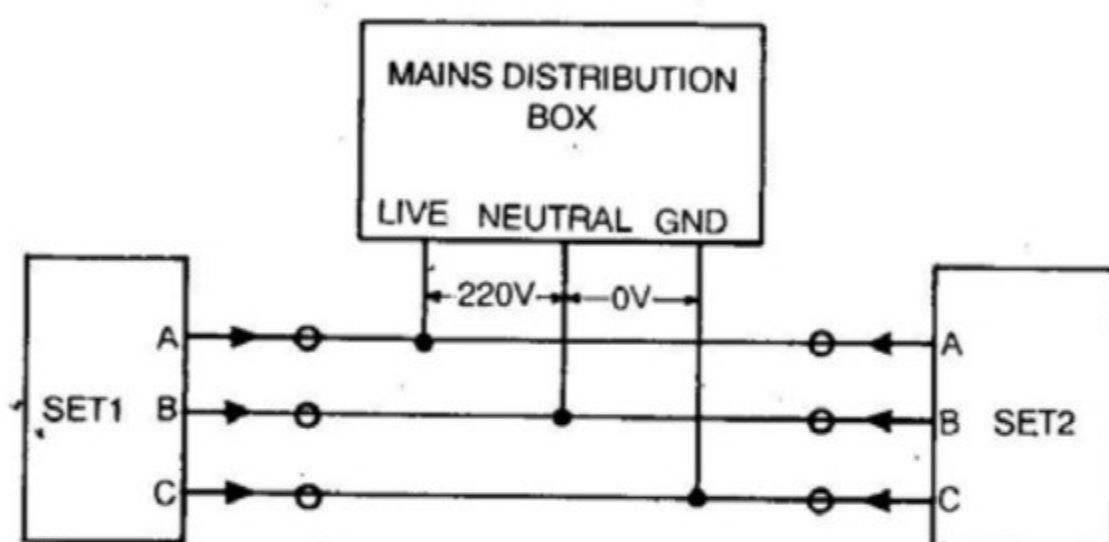 MAINS DISTRIBUTION
BOX
LIVE NEUTRAL GND
220V 0V
A A
SET1 B B SET2
C C